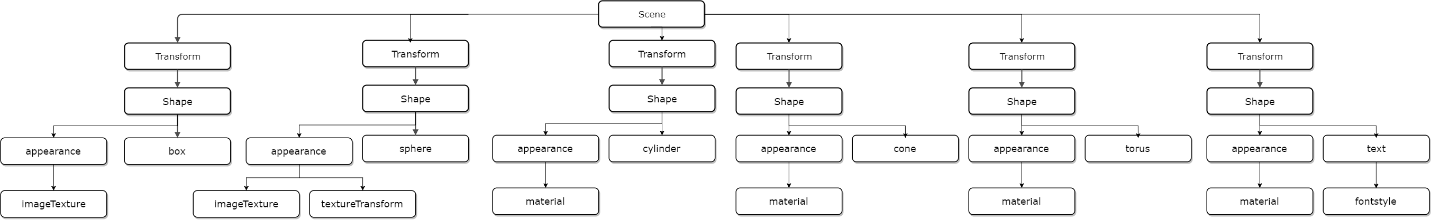 Scene
Transform
Transform
Transform
Transform
Transform
Transform
Shape
Shape
Shape
Shape
Shape
Shape
appearance
box
appearance
sphere
appearance
cylinder
appearance
cone
appearance
torus
appearance
text
imageTexture
imageTexture
textureTransform
material
material
material
material
fontstyle